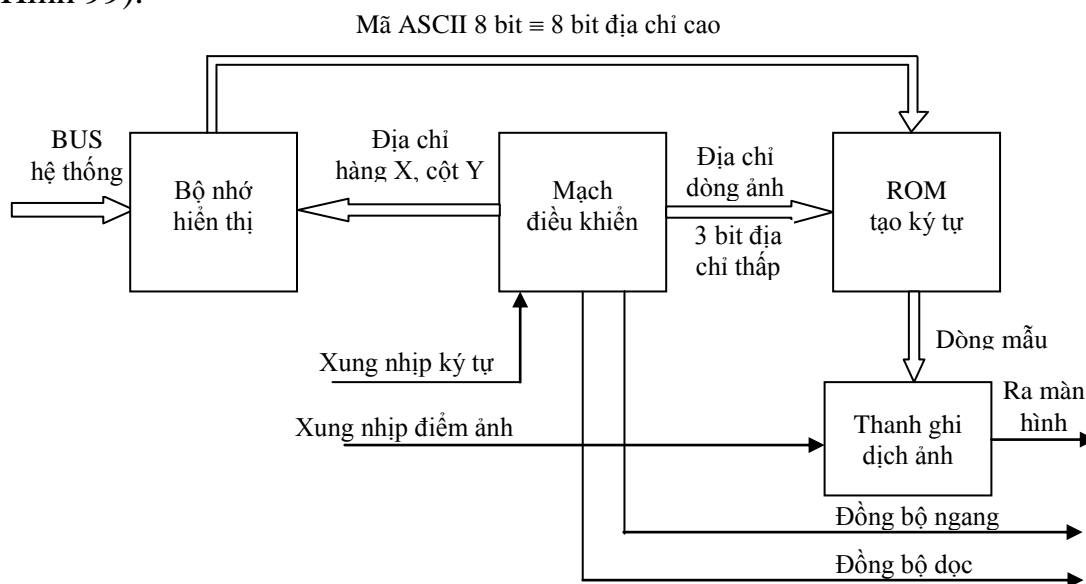 Hình 99).
Mã ASCII 8 bit ≡ 8 bit địa chỉ cao
BUS
hệ thống
Bộ nhớ
hiển thị
Địa chỉ
hàng X, cột Y
Mạch
điều khiển
Địa chỉ
dòng ảnh
3 bit địa
chỉ thấp
ROM
tạo ký tự
Dòng mẫu
Xung nhịp ký tự
Xung nhịp điểm ảnh
Thanh ghi
dịch ảnh
Ra màn
hình
Đồng bộ ngang
Đồng bộ dọc